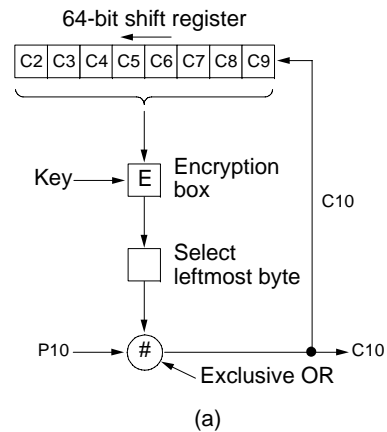 64-bit shift register
C2 C3 C4 C5 C6 C7 C8 C9
Key
E
Encryption
box
C10
Select
leftmost byte
P10
#
C10
Exclusive OR
(a)